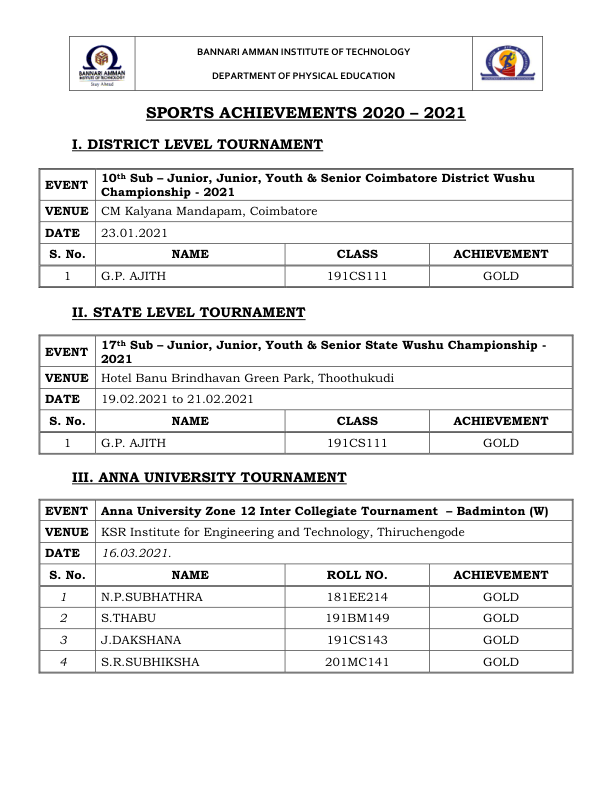 BANNARI AMMAN
INSTITUTE OF TECHNOLOGY
Stay Ahead
BANNARI AMMAN INSTITUTE OF TECHNOLOGY
DEPARTMENT OF PHYSICAL EDUCATION
SPORTS ACHIEVEMENTS 2020 – 2021
I. DISTRICT LEVEL TOURNAMENT
EVENT 10th Sub – Junior, Junior, Youth & Senior Coimbatore District Wushu
Championship - 2021
VENUE CM Kalyana Mandapam, Coimbatore
DATE 23.01.2021
S. No. NAME CLASS ACHIEVEMENT
1 G.P. AJITH 191CS111 GOLD
II. STATE LEVEL TOURNAMENT
EVENT 17th Sub – Junior, Junior, Youth & Senior State Wushu Championship -
2021
VENUE Hotel Banu Brindhavan Green Park, Thoothukudi
DATE 19.02.2021 to 21.02.2021
S. No. NAME CLASS ACHIEVEMENT
1 G.P. AJITH 191CS111 GOLD
III. ANNA UNIVERSITY TOURNAMENT
EVENT Anna University Zone 12 Inter Collegiate Tournament – Badminton (W)
VENUE KSR Institute for Engineering and Technology, Thiruchengode
DATE 16.03.2021.
S. No. NAME ROLL NO. ACHIEVEMENT
1 N.P.SUBHATHRA 181EE214 GOLD
2 S.THABU 191BM149 GOLD
3 J.DAKSHANA 191CS143 GOLD
4 S.R.SUBHIKSHA 201MC141 GOLD